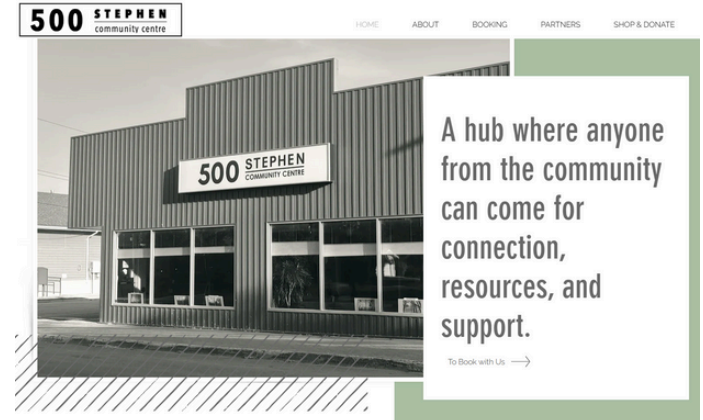 500 STEPHEN
community centre
HOME ABOUT BOOKING PARTNERS SHOP & DONATE
500 STEPHEN
COMMUNITY CENTRE
A hub where anyone
from the community
can come for
connection,
resources, and
support.
To Book with Us